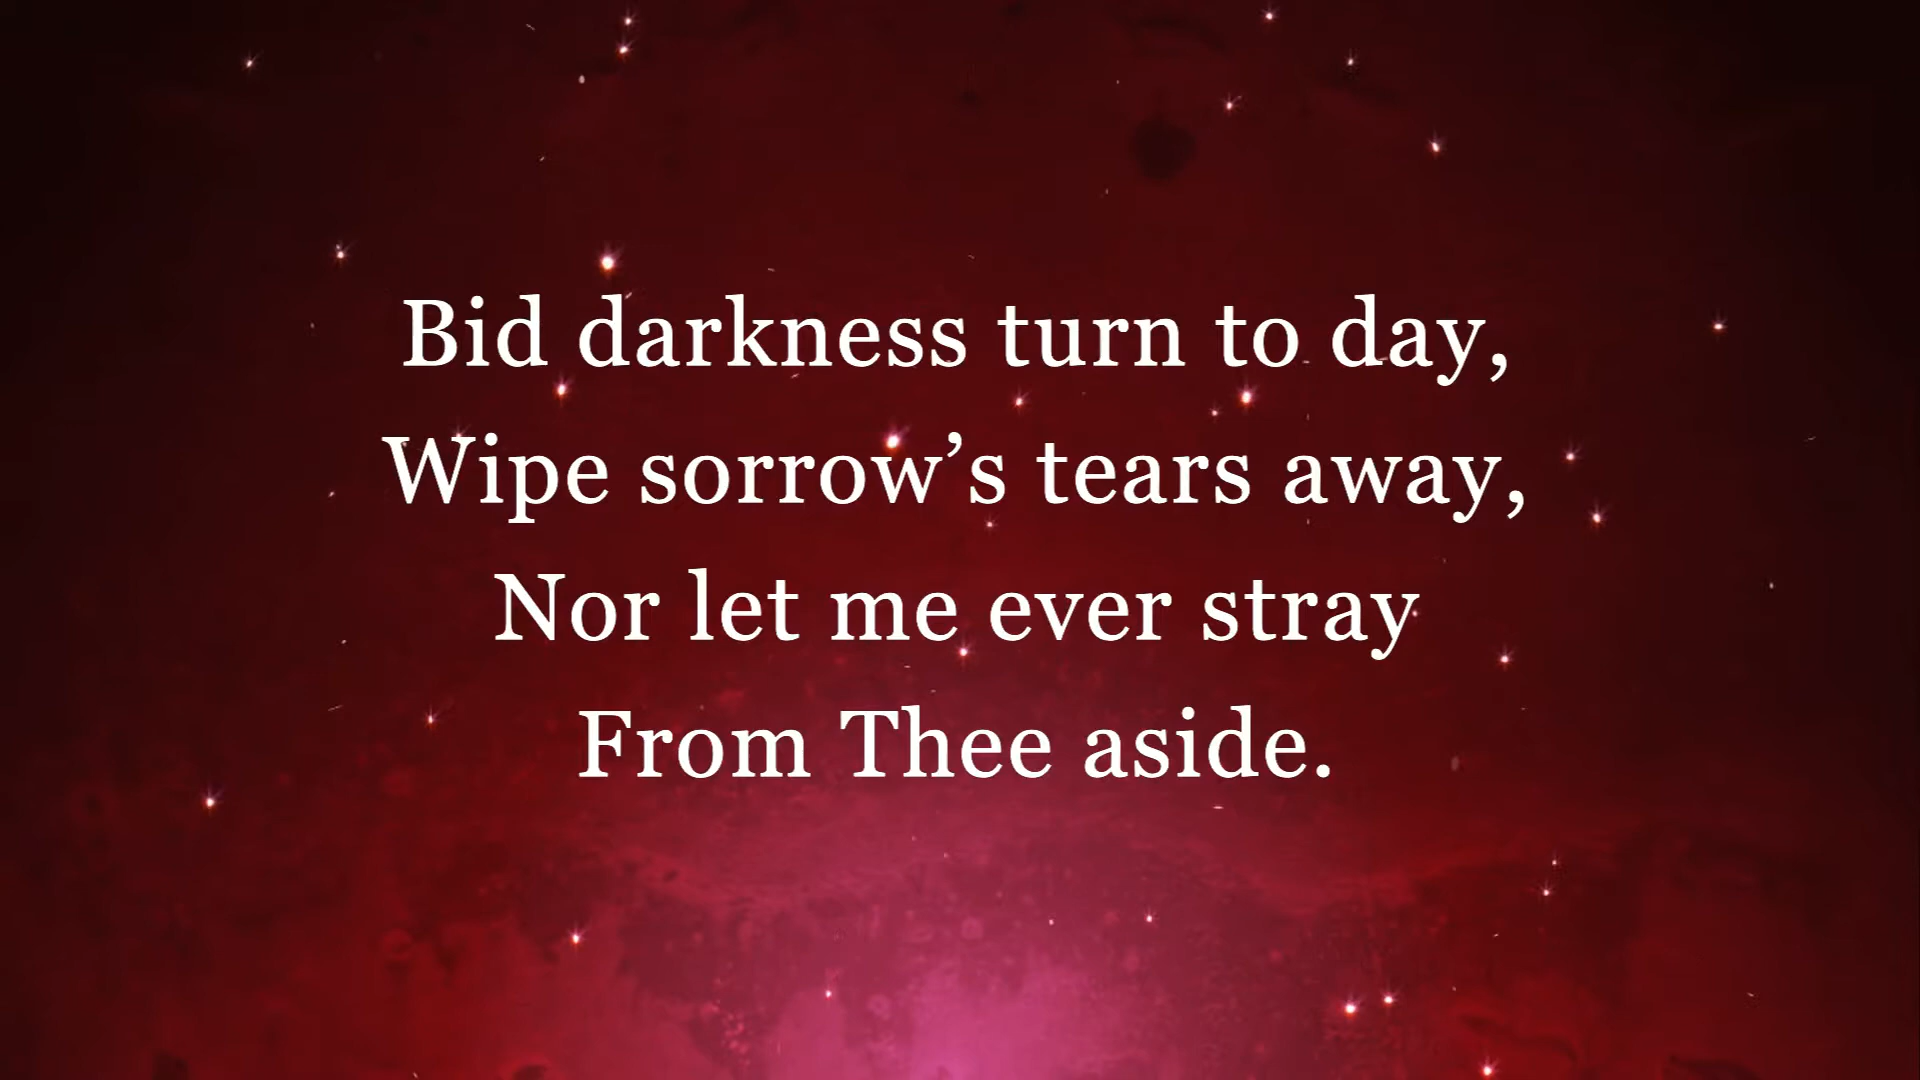 Bid darkness turn to day,
Wipe sorrow’s tears away,
Nor let me ever stray
From Thee aside.